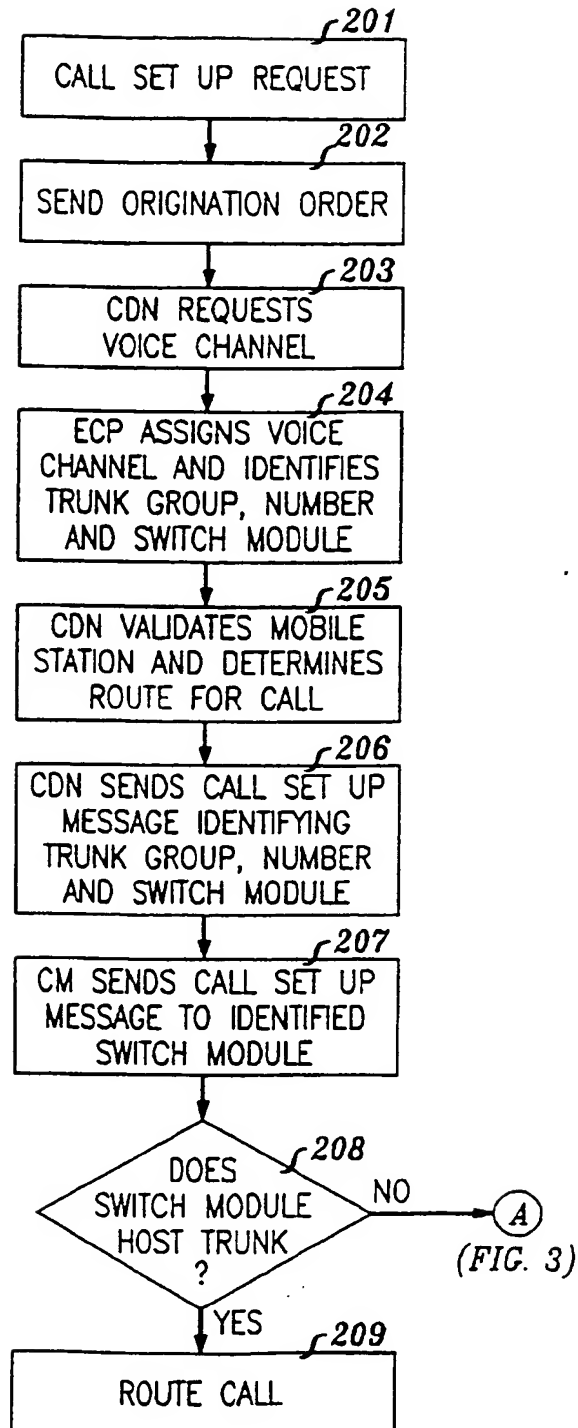 201
CALL SET UP REQUEST
202
SEND ORIGINATION ORDER
203
CDN REQUESTS
VOICE CHANNEL
204
ECP ASSIGNS VOICE
CHANNEL AND IDENTIFIES
TRUNK GROUP, NUMBER
AND SWITCH MODULE
205
CDN VALIDATES MOBILE
STATION AND DETERMINES
ROUTE FOR CALL
206
CDN SENDS CALL SET UP
MESSAGE IDENTIFYING
TRUNK GROUP, NUMBER
AND SWITCH MODULE
207
CM SENDS CALL SET UP
MESSAGE TO IDENTIFIED
SWITCH MODULE
208
DOES
SWITCH MODULE
HOST TRUNK
?
NO
A
(FIG. 3)
YES
209
ROUTE CALL